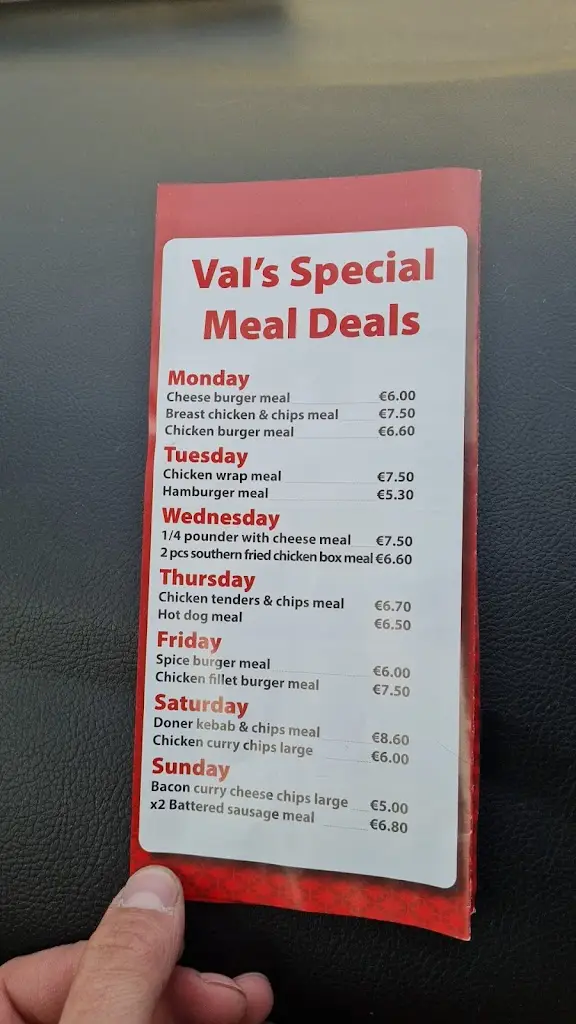 Val's Special
Meal Deals
Monday
Cheese burger meal €6.00
Breast chicken & chips meal €7.50
Chicken burger meal €6.60
Tuesday
Chicken wrap meal €7.50
Hamburger meal €5.30
Wednesday
1/4 pounder with cheese meal €7.50
2 pcs southern fried chicken box meal €6.60
Thursday
Chicken tenders & chips meal €6.70
Hot dog meal €6.50
Friday
Spice burger meal €6.00
Chicken fillet burger meal €7.50
Saturday
Doner kebab & chips meal €8.60
Chicken curry chips large €6.00
Sunday
Bacon curry cheese chips large €5.00
x2 Battered sausage meal €6.80